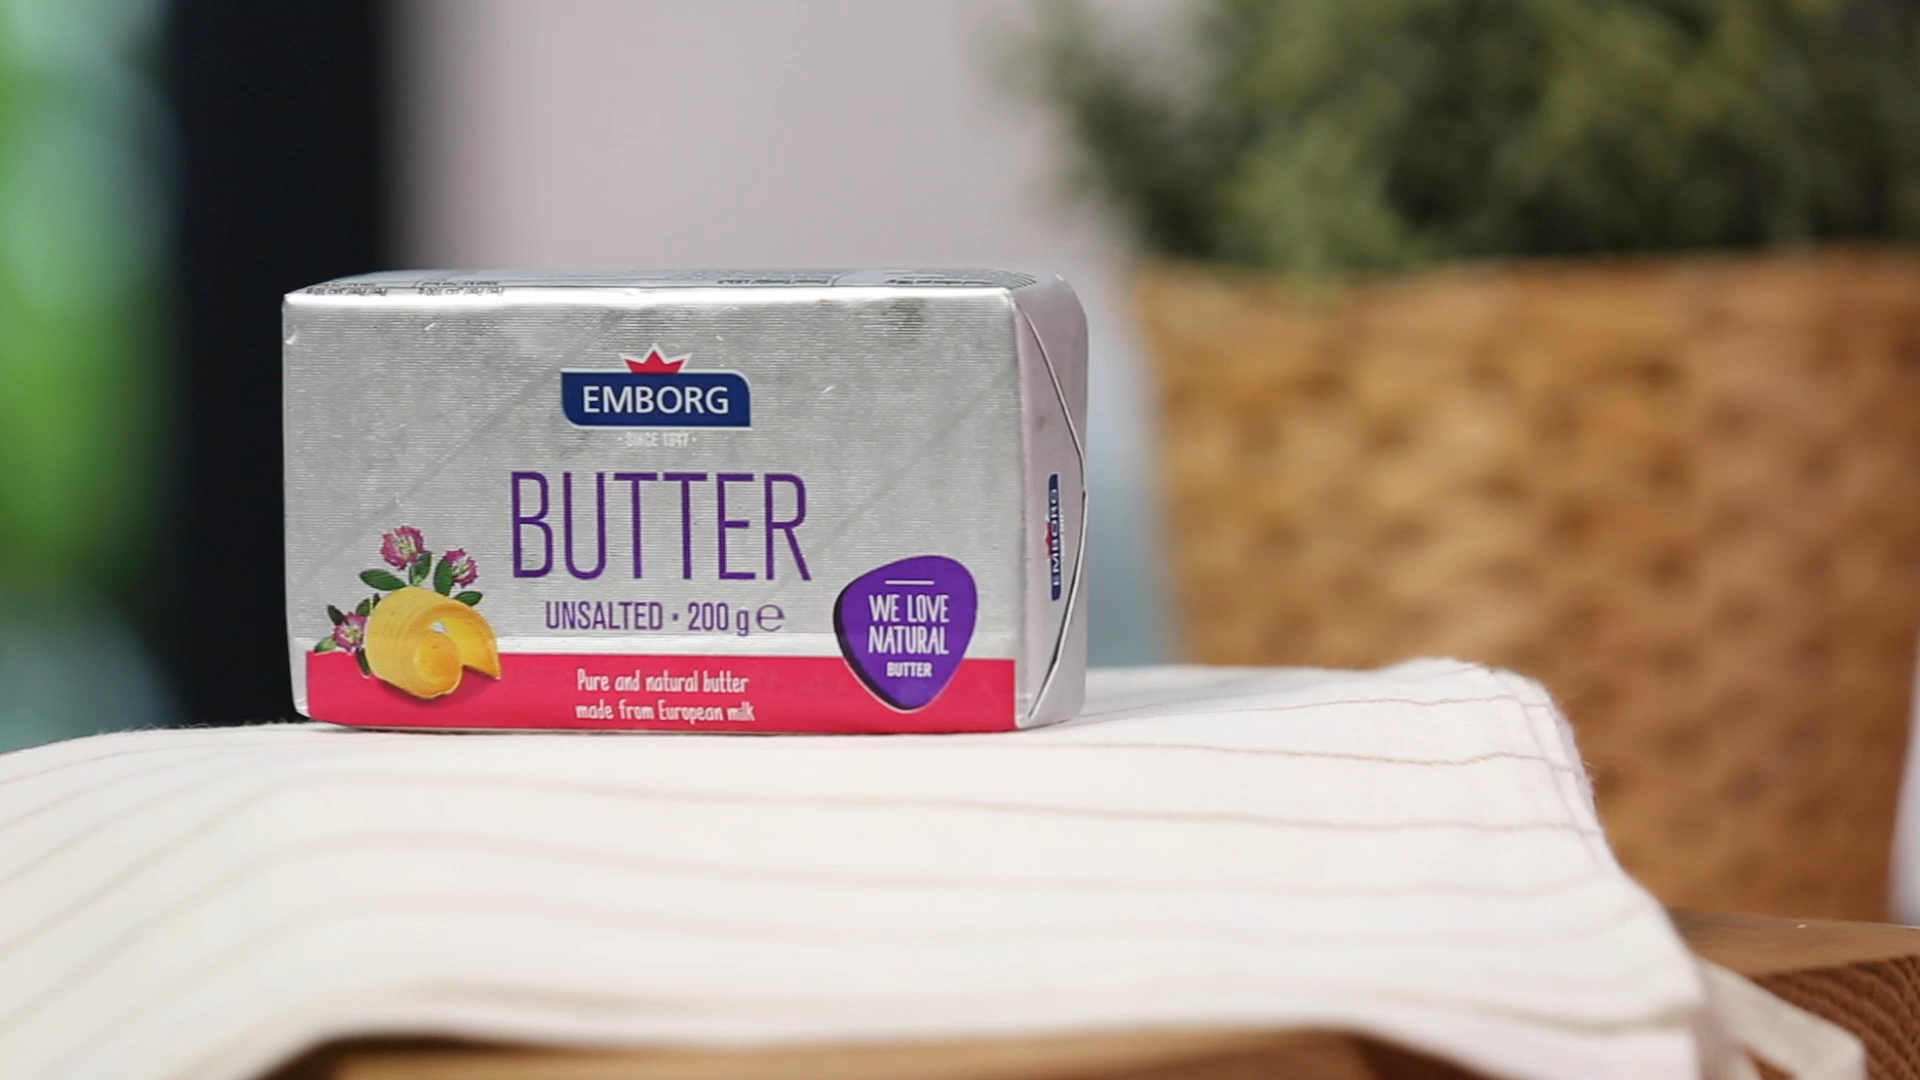 EMBORG
· SINCE 1947 ·
BUTTER
UNSALTED · 200 g ℮
WE LOVE
NATURAL
BUTTER
Pure and natural butter
made from European milk
EMBORG